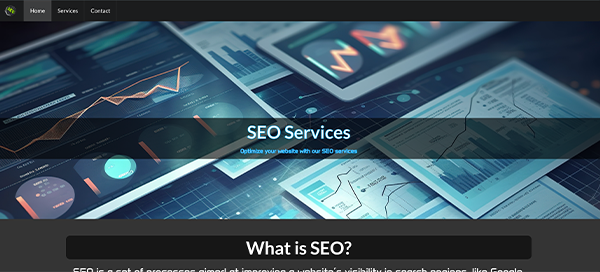 Home
Services
Contact
SEO Services
Optimize your website with our SEO services
What is SEO?
SEO is a set of processes aimed at improving a website's visibility in search engines, like Google,